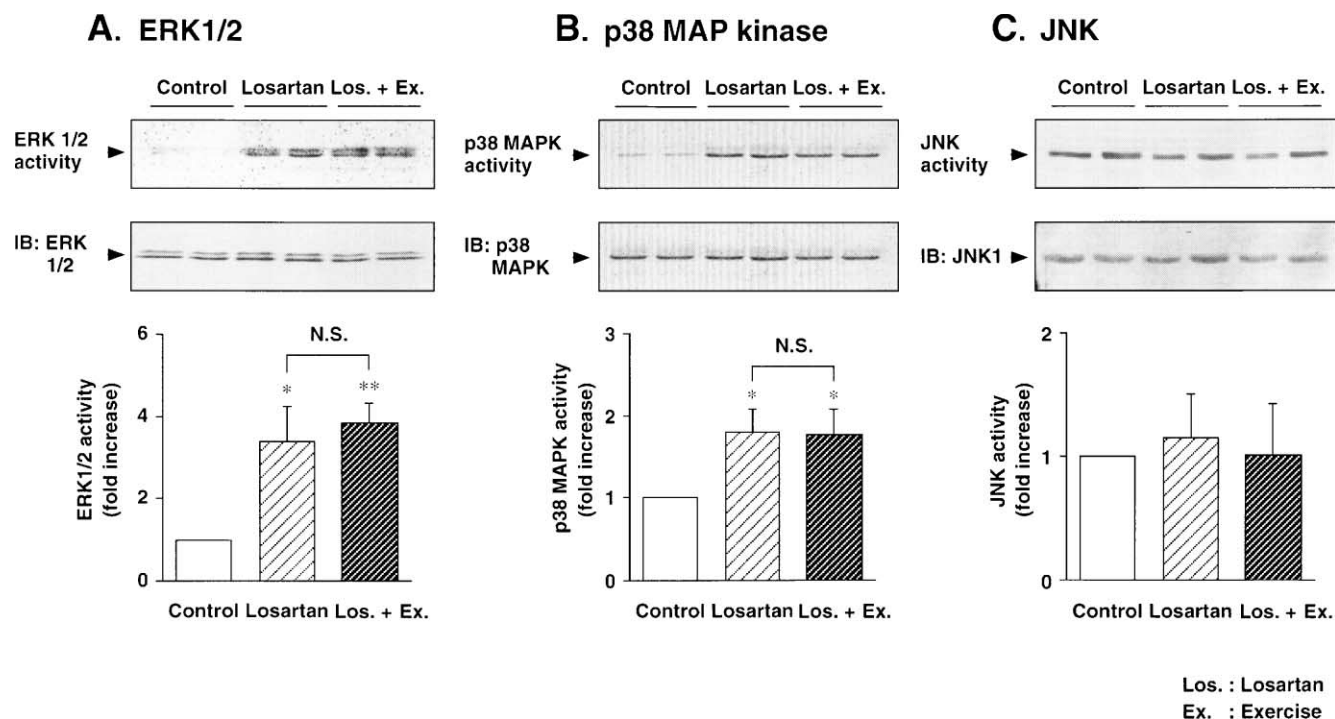 A. ERK1/2
Control Losartan Los. + Ex.
ERK 1/2
activity
IB: ERK
1/2
6
4
2
0
ERK1/2 activity
(fold increase)
N.S.
*
**
Control Losartan Los. + Ex.
B. p38 MAP kinase
Control Losartan Los. + Ex.
p38 MAPK
activity
IB: p38
MAPK
3
2
1
0
p38 MAPK activity
(fold increase)
N.S.
*
*
Control Losartan Los. + Ex.
C. JNK
Control Losartan Los. + Ex.
JNK
activity
IB: JNK1
2
1
0
JNK activity
(fold increase)
Control Losartan Los. + Ex.
Los. : Losartan
Ex. : Exercise